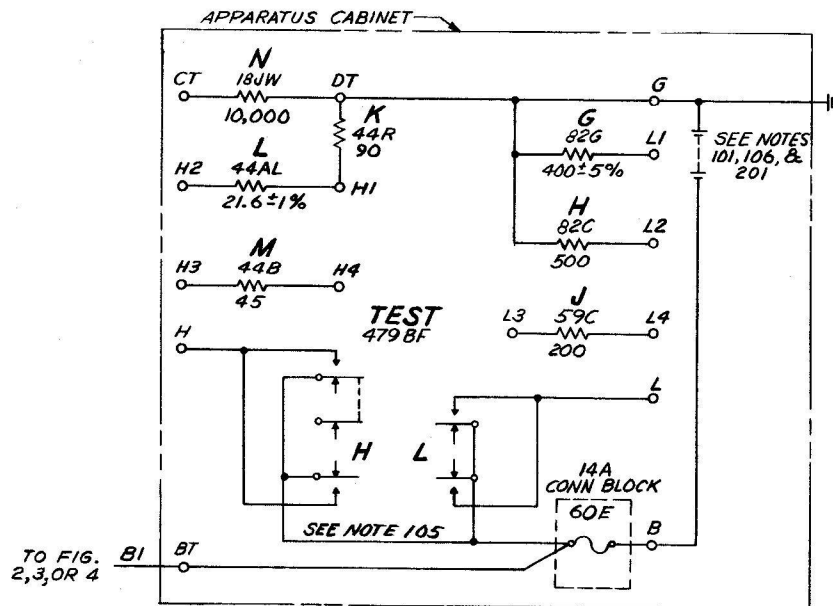 APPARATUS CABINET
CT
N
18JW
10,000
DT
K
44R
90
G
G
82G
400±5%
L1
SEE NOTES
101, 106, &
201
H2
L
44AL
21.6±1%
H1
H
82C
500
L2
H3
M
44B
45
H4
TEST
479 BF
L3
J
59C
200
L4
H
L
H
L
14A
CONN BLOCK
60E
B
SEE NOTE 105
TO FIG.
2,3,OR 4
B1
BT